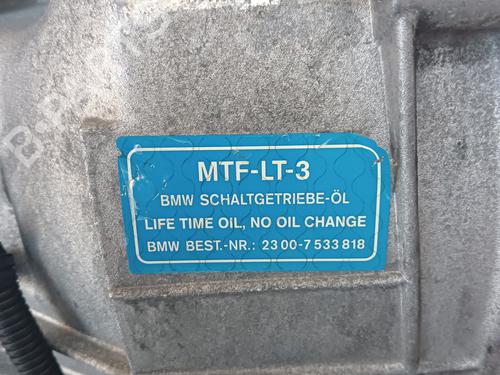 B-PARTS
MTF-LT-3
BMW SCHALTGETRIEBE-ÖL
LIFE TIME OIL, NO OIL CHANGE
BMW BEST.-NR.: 23 00-7 533 818